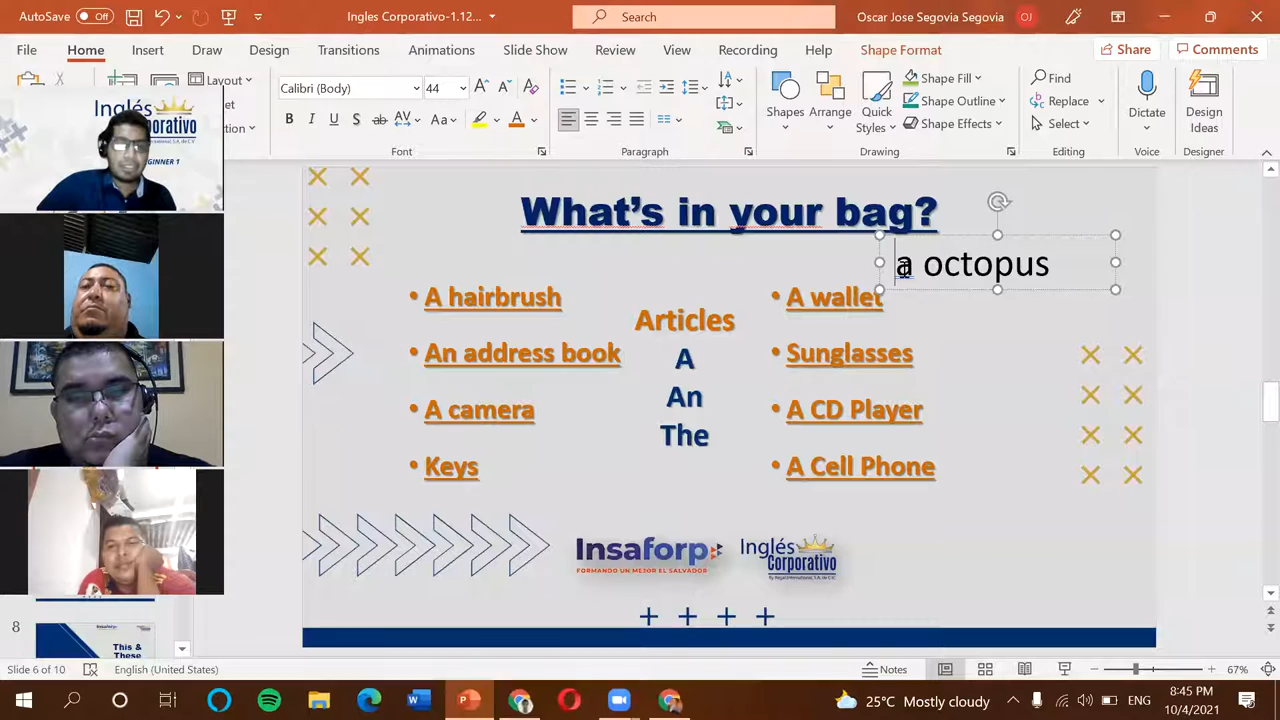 AutoSave Off
Ingles Corporativo-1.12...
Search
Oscar Jose Segovia Segovia OJ
File Home Insert Draw Design Transitions Animations Slide Show Review View Recording Help Shape Format
Share Comments
Layout
Calibri (Body) 44
Shapes Arrange Quick Styles
Shape Fill
Shape Outline
Shape Effects
Find
Replace
Select
Dictate
Design Ideas
Font Paragraph Drawing Editing Voice Designer
Inglés
EGINNER 1
What's in your bag?
a octopus
• A hairbrush
• An address book
• A camera
• Keys
Articles
A
An
The
• A wallet
• Sunglasses
• A CD Player
• A Cell Phone
Insaforp
FORMANDO UN MEJOR EL SALVADOR
Inglés
Corporativo
8
This &
These
Slide 6 of 10 English (United States) Notes 67%
25°C Mostly cloudy ENG
8:45 PM
10/4/2021